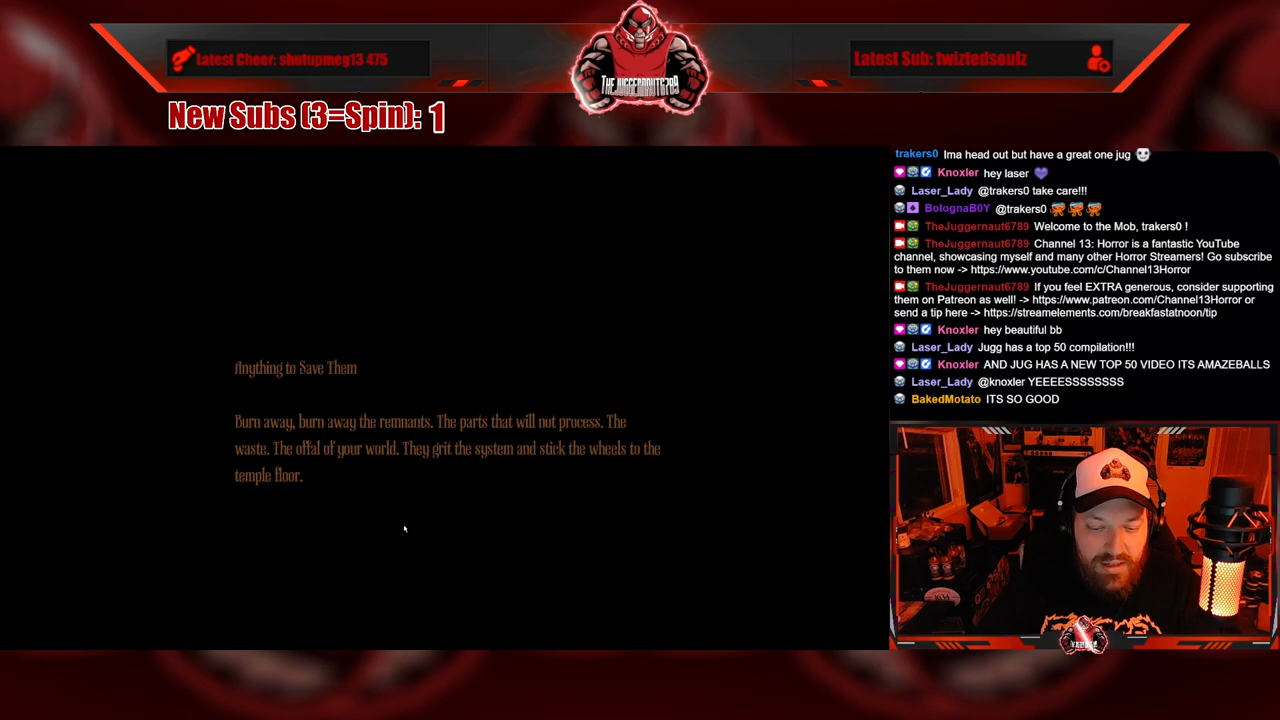 Latest Cheer: shutupmeg13 475
THEJUGGERNAUT6789
Latest Sub: twiztedsoulz
New Subs (3=Spin): 1
trakers0 Ima head out but have a great one jug
Knoxler hey laser
Laser_Lady @trakers0 take care!!!
BolognaB0Y @trakers0
TheJuggernaut6789 Welcome to the Mob, trakers0 !
TheJuggernaut6789 Channel 13: Horror is a fantastic YouTube
channel, showcasing myself and many other Horror Streamers! Go subscribe
to them now -> https://www.youtube.com/c/Channel13Horror
TheJuggernaut6789 If you feel EXTRA generous, consider supporting
them on Patreon as well! -> https://www.patreon.com/Channel13Horror or
send a tip here -> https://streamelements.com/breakfastatnoon/tip
Knoxler hey beautiful bb
Laser_Lady Jugg has a top 50 compilation!!!
Knoxler AND JUG HAS A NEW TOP 50 VIDEO ITS AMAZEBALLS
Laser_Lady @knoxler YEEEESSSSSSSS
BakedMotato ITS SO GOOD
Anything to Save Them
Burn away, burn away the remnants. The parts that will not process. The
waste. The offal of your world. They grit the system and stick the wheels to the
temple floor.